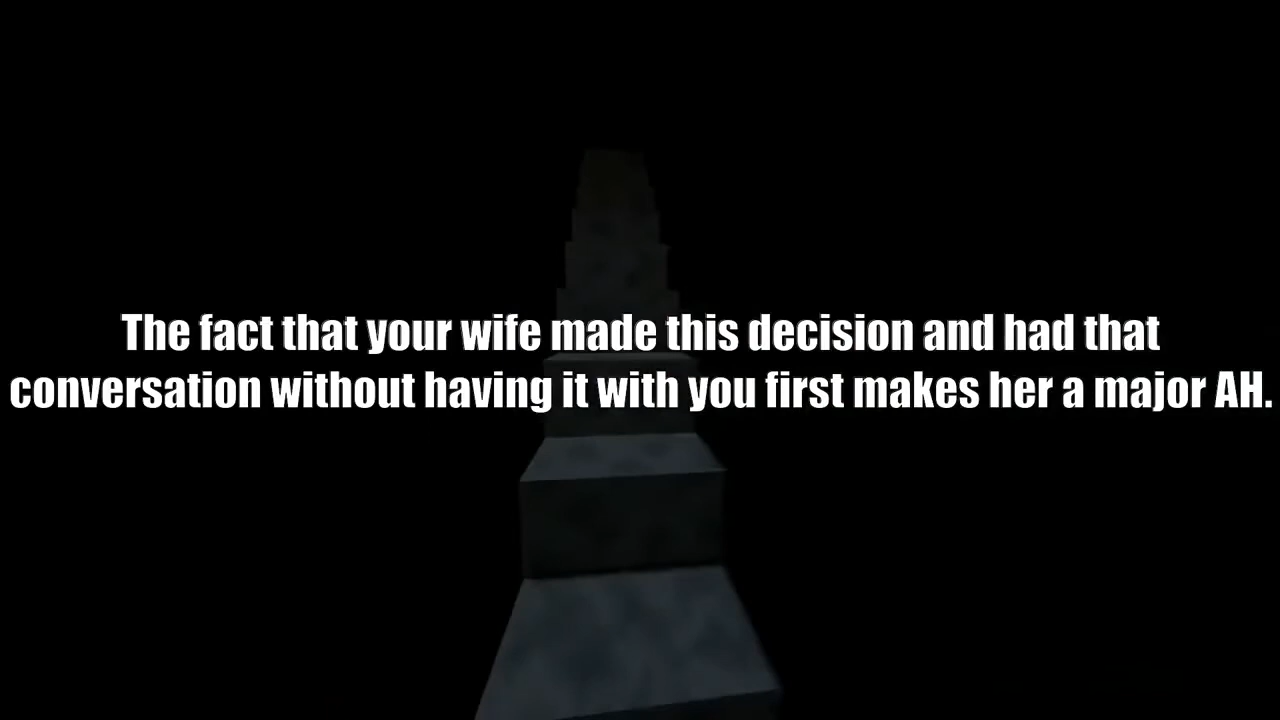 The fact that your wife made this decision and had that
conversation without having it with you first makes her a major AH.